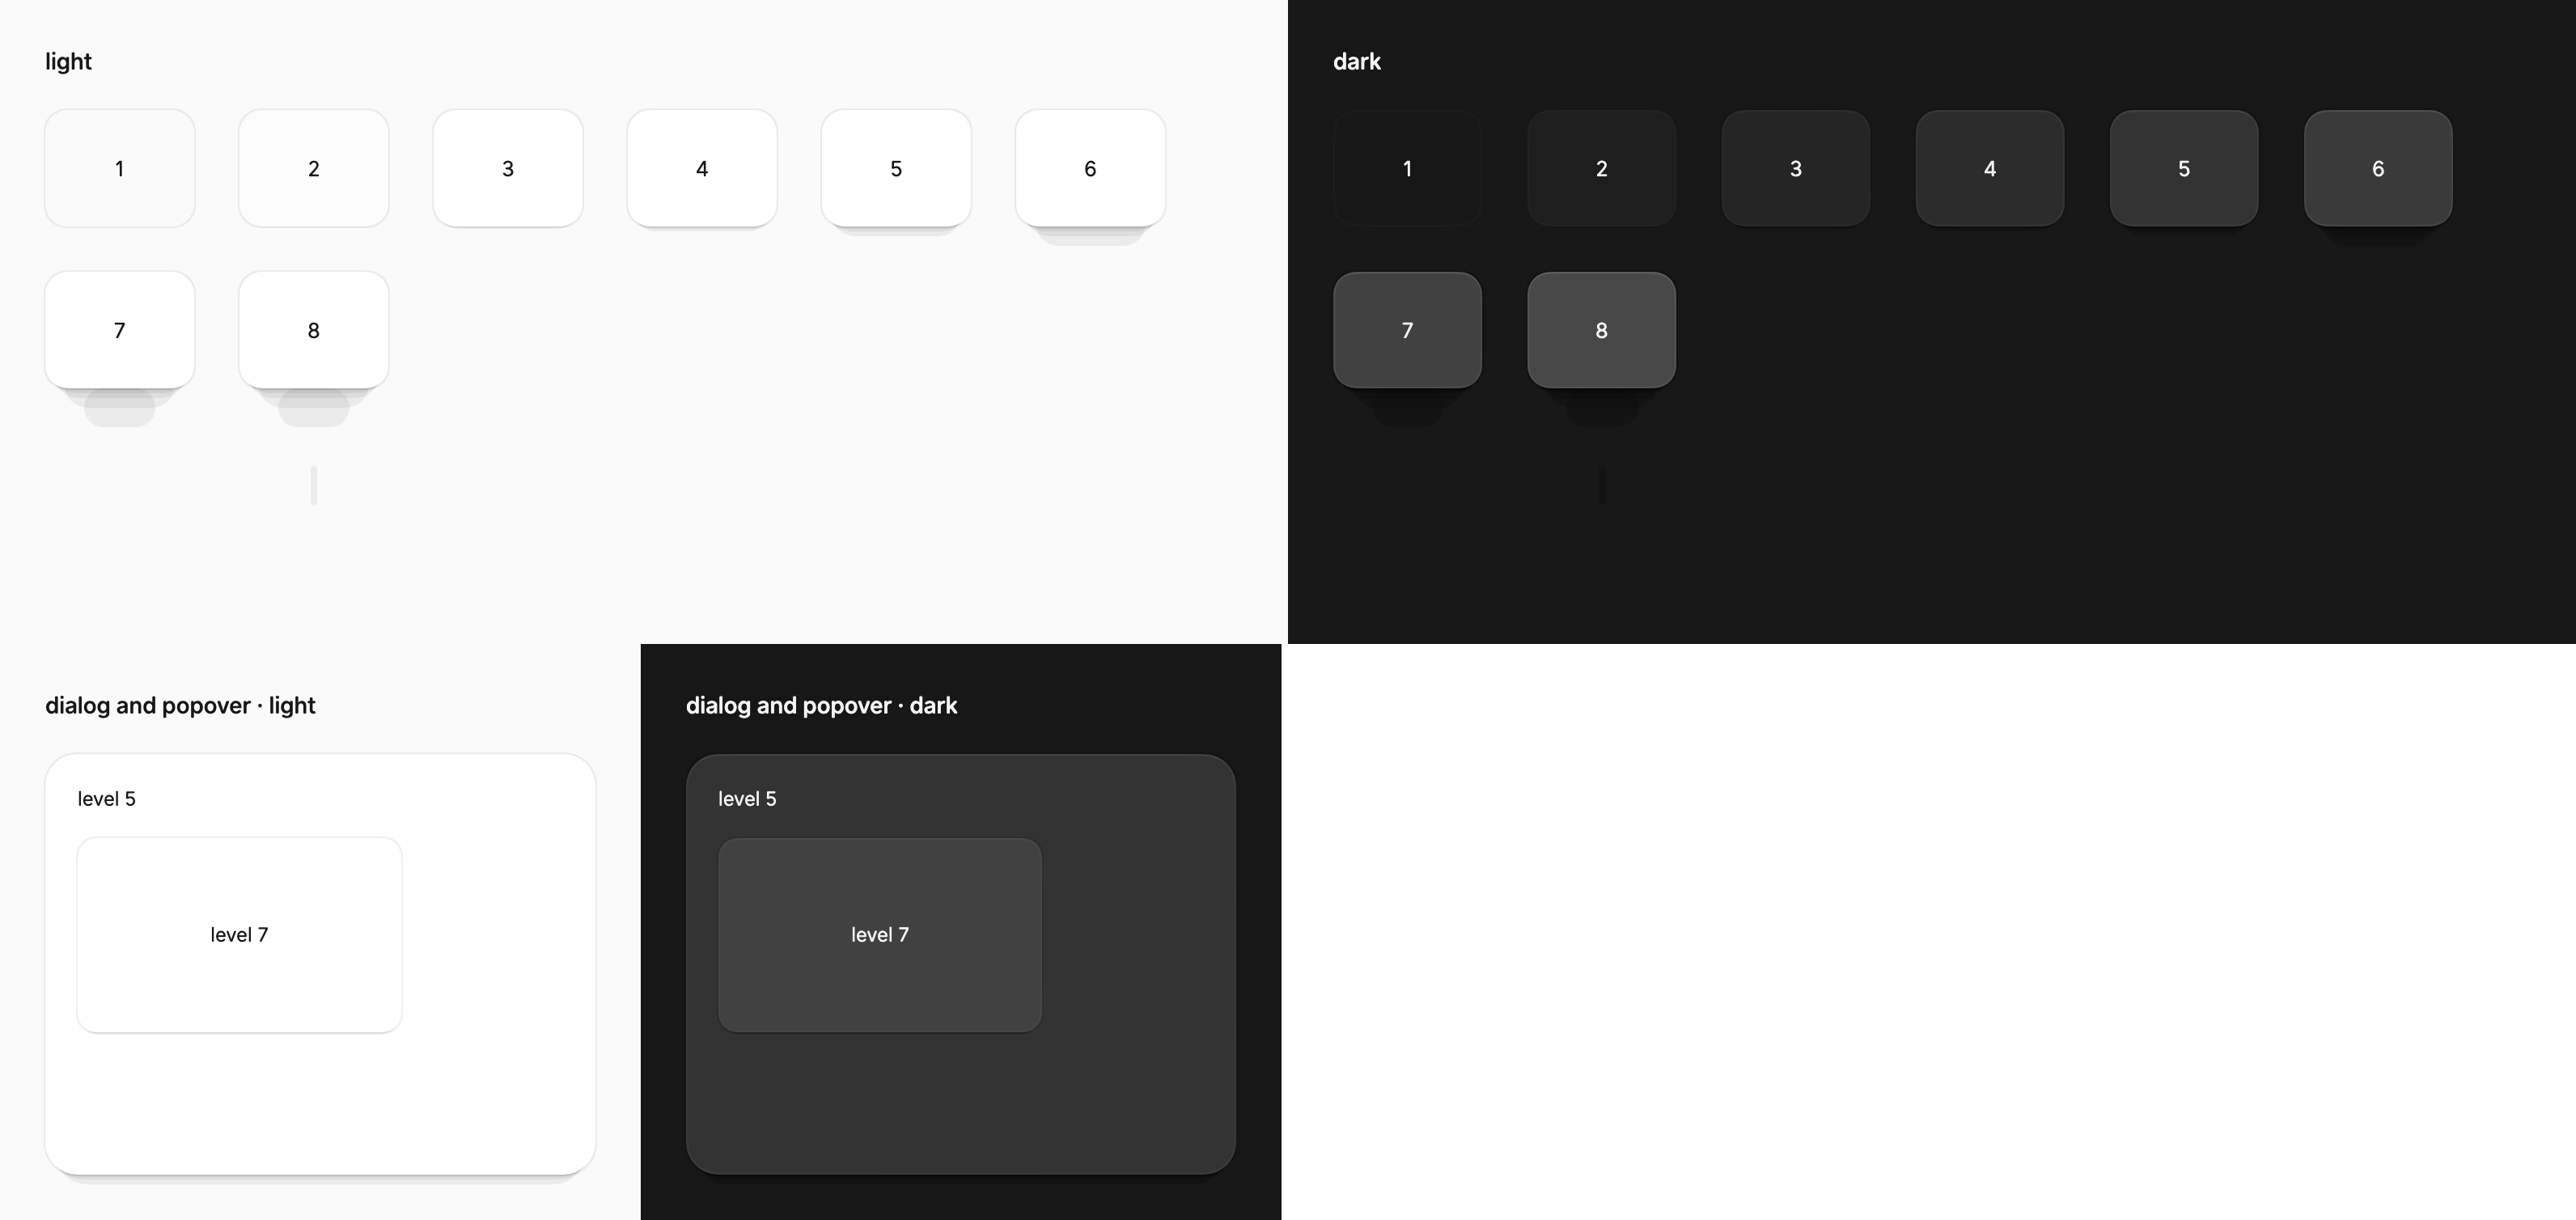 light
1 2 3 4 5 6
7 8
dark
1 2 3 4 5 6
7 8
dialog and popover · light
level 5
level 7
dialog and popover · dark
level 5
level 7